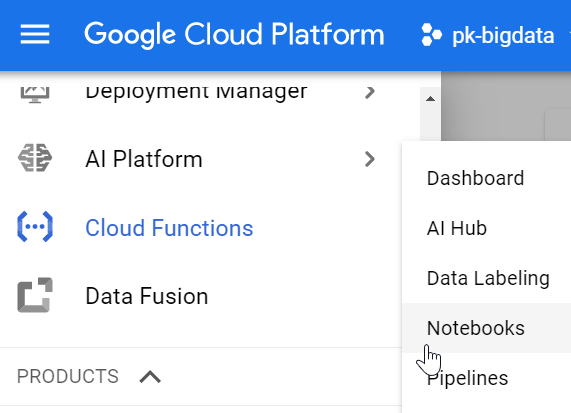 Google Cloud Platform pk-bigdata
Deployment Manager
AI Platform
Cloud Functions
Data Fusion
PRODUCTS
Dashboard
AI Hub
Data Labeling
Notebooks
Pipelines